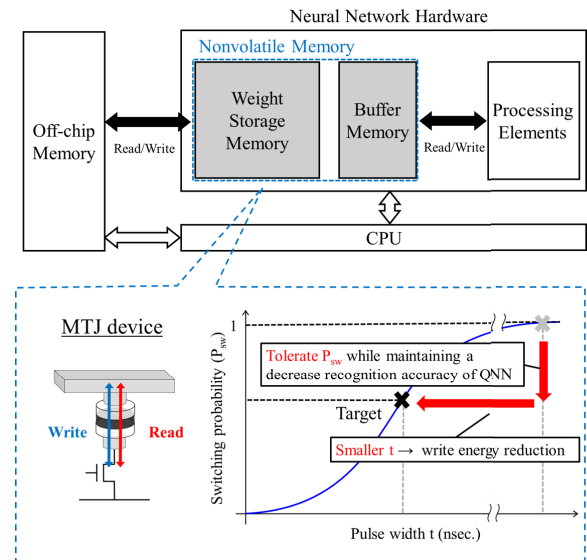 Neural Network Hardware
Nonvolatile Memory
Off-chip
Memory
Read/Write
Weight
Storage
Memory
Buffer
Memory
Read/Write
Processing
Elements
CPU
MTJ device
Write
Read
Switching probability (Psw)
1
Tolerate Psw while maintaining a
decrease recognition accuracy of QNN
Target
Smaller t → write energy reduction
Pulse width t (nsec.)